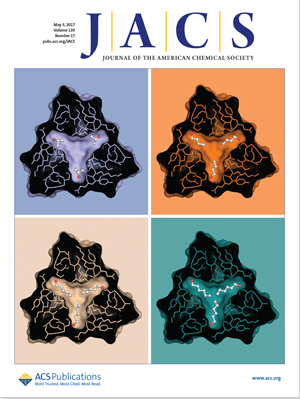 May 3, 2017
Volume 139
Number 17
pubs.acs.org/JACS
J|A|C|S
JOURNAL OF THE AMERICAN CHEMICAL SOCIETY
ACS Publications
Most Trusted. Most Cited. Most Read.
www.acs.org